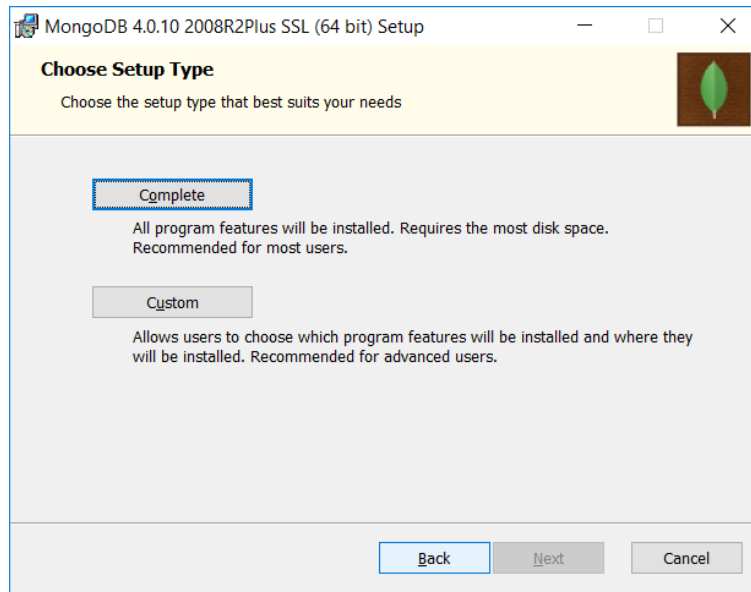 MongoDB 4.0.10 2008R2Plus SSL (64 bit) Setup
Choose Setup Type
Choose the setup type that best suits your needs
Complete
All program features will be installed. Requires the most disk space.
Recommended for most users.
Custom
Allows users to choose which program features will be installed and where they
will be installed. Recommended for advanced users.
Back Next Cancel